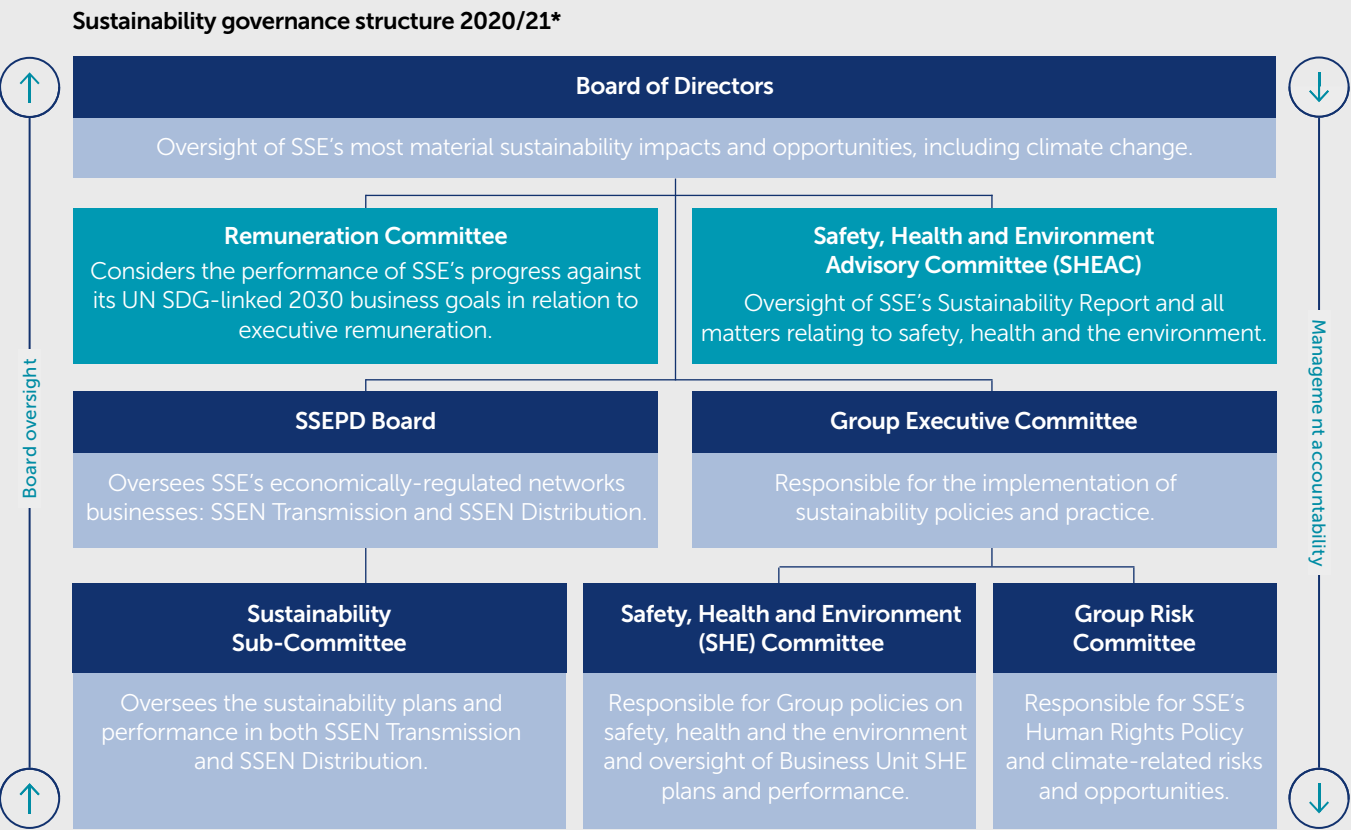 Sustainability governance structure 2020/21*
Board of Directors
Oversight of SSE's most material sustainability impacts and opportunities, including climate change.
Remuneration Committee
Considers the performance of SSE's progress against
its UN SDG-linked 2030 business goals in relation to
executive remuneration.
Safety, Health and Environment
Advisory Committee (SHEAC)
Oversight of SSE's Sustainability Report and all
matters relating to safety, health and the environment.
SSEPD Board
Oversees SSE's economically-regulated networks
businesses: SSEN Transmission and SSEN Distribution.
Group Executive Committee
Responsible for the implementation of
sustainability policies and practice.
Sustainability
Sub-Committee
Oversees the sustainability plans and
performance in both SSEN Transmission
and SSEN Distribution.
Safety, Health and Environment
(SHE) Committee
Responsible for Group policies on
safety, health and the environment
and oversight of Business Unit SHE
plans and performance.
Group Risk
Committee
Responsible for SSE's
Human Rights Policy
and climate-related risks
and opportunities.
Board oversight
Manageme nt accountability